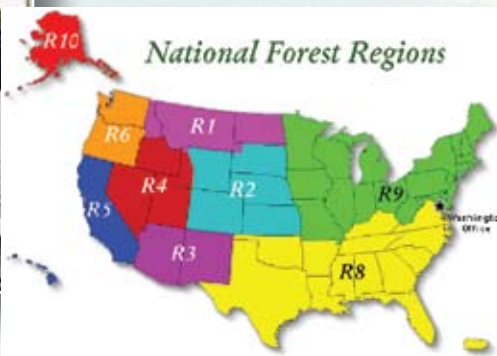 R10
National Forest Regions
R6
R1
R4
R2
R9
R5
Washington
Office
R3
R8